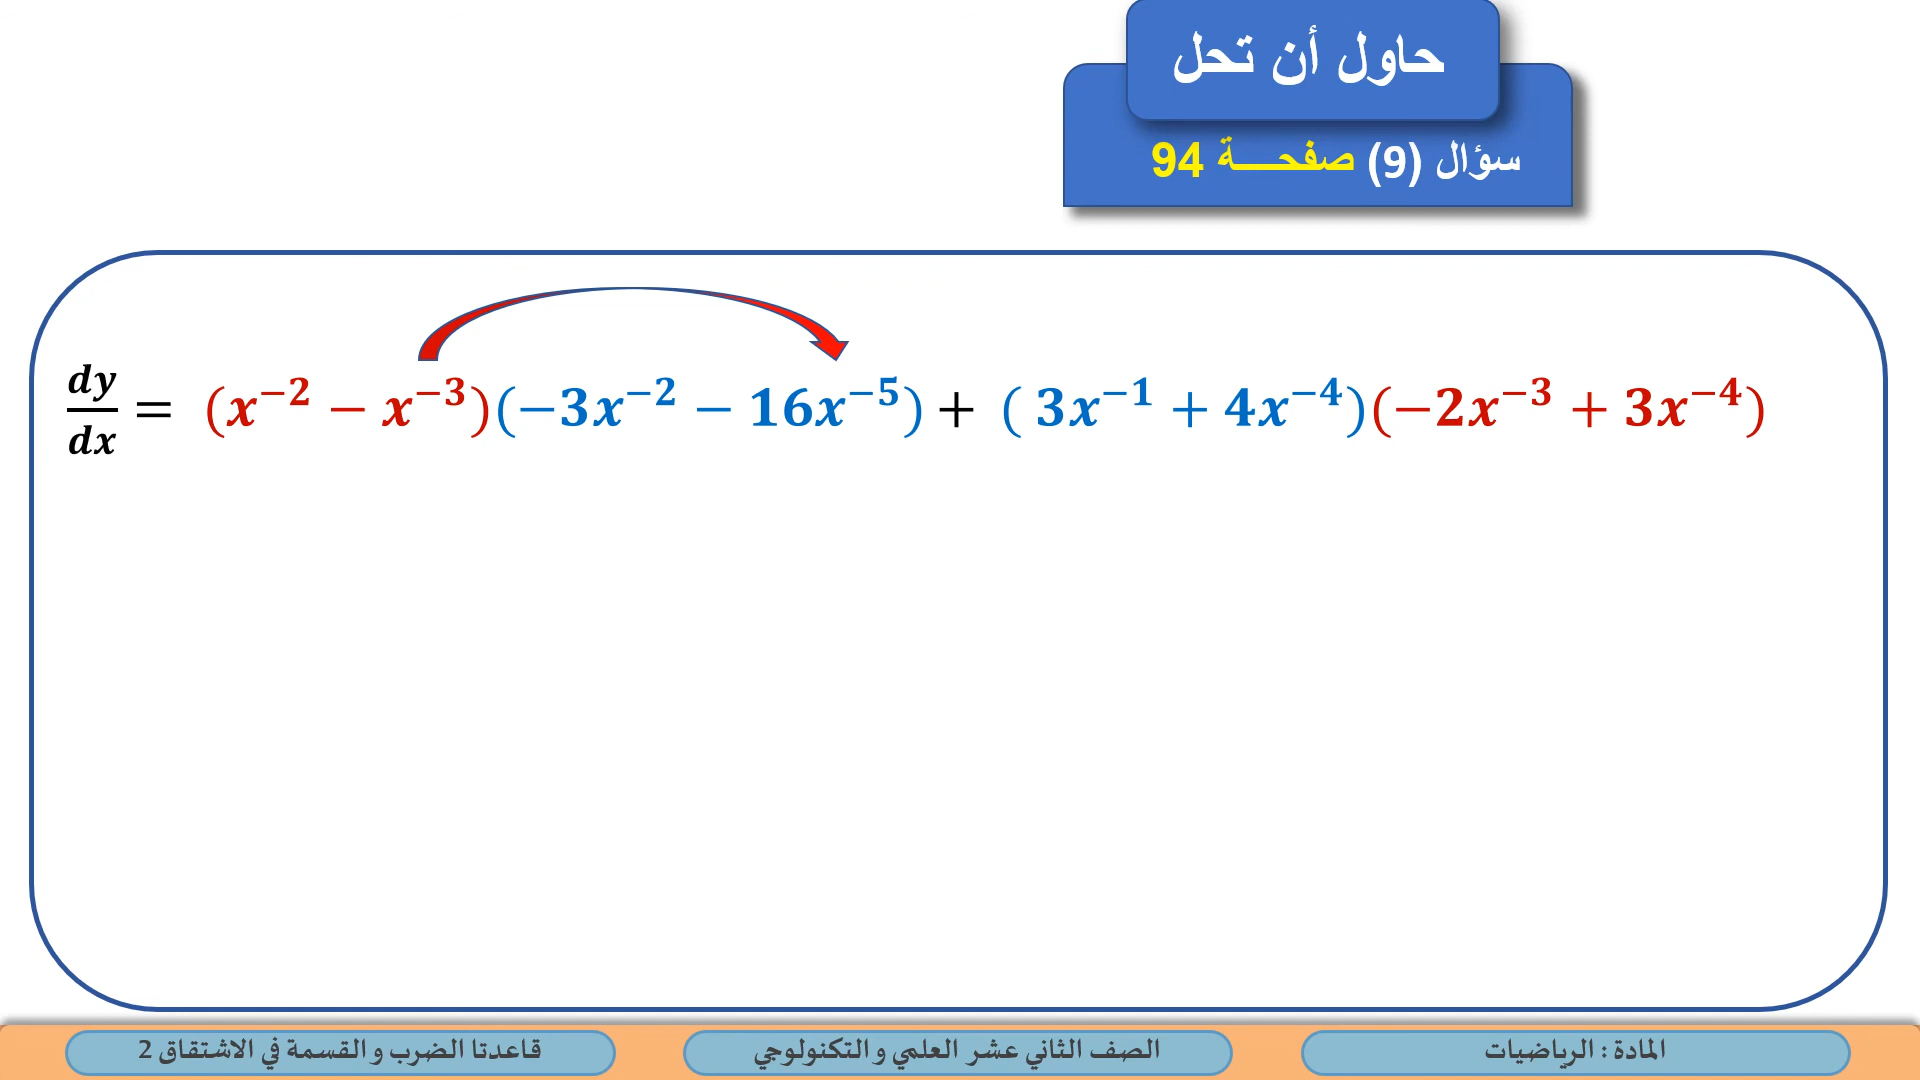 حاول أن تحل
سؤال (9) صفحــــة 94
dy/dx = (x⁻² − x⁻³)(−3x⁻² − 16x⁻⁵) + ( 3x⁻¹ + 4x⁻⁴)(−2x⁻³ + 3x⁻⁴)
المادة : الرياضيات
الصف الثاني عشر العلمي و التكنولوجي
قاعدتا الضرب و القسمة في الاشتقاق 2